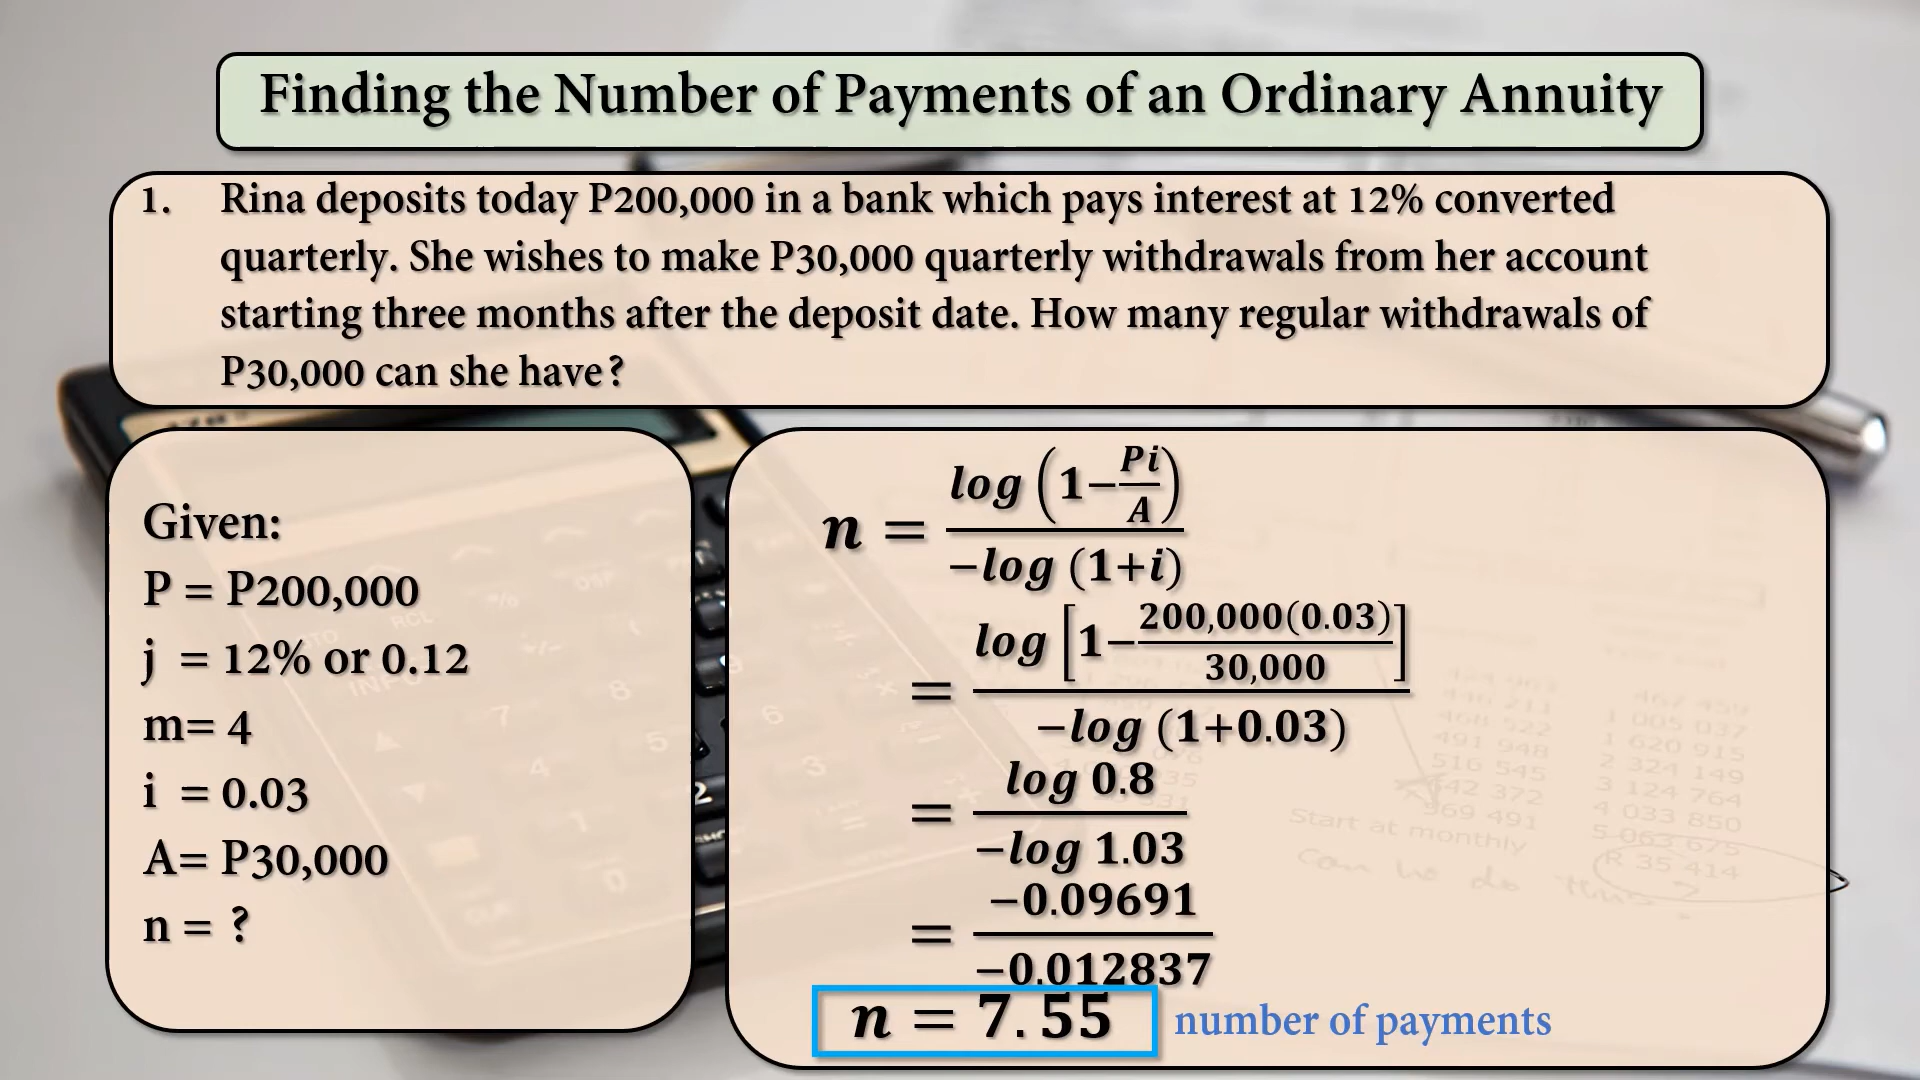 Finding the Number of Payments of an Ordinary Annuity
1. Rina deposits today P200,000 in a bank which pays interest at 12% converted
quarterly. She wishes to make P30,000 quarterly withdrawals from her account
starting three months after the deposit date. How many regular withdrawals of
P30,000 can she have?
Given:
P = P200,000
j = 12% or 0.12
m= 4
i = 0.03
A= P30,000
n = ?
n = log (1−Pi/A) / −log (1+i)
= log [1−200,000(0.03)/30,000] / −log (1+0.03)
= log 0.8 / −log 1.03
= −0.09691 / −0.012837
n = 7.55 number of payments
Start at monthly
R 35 414